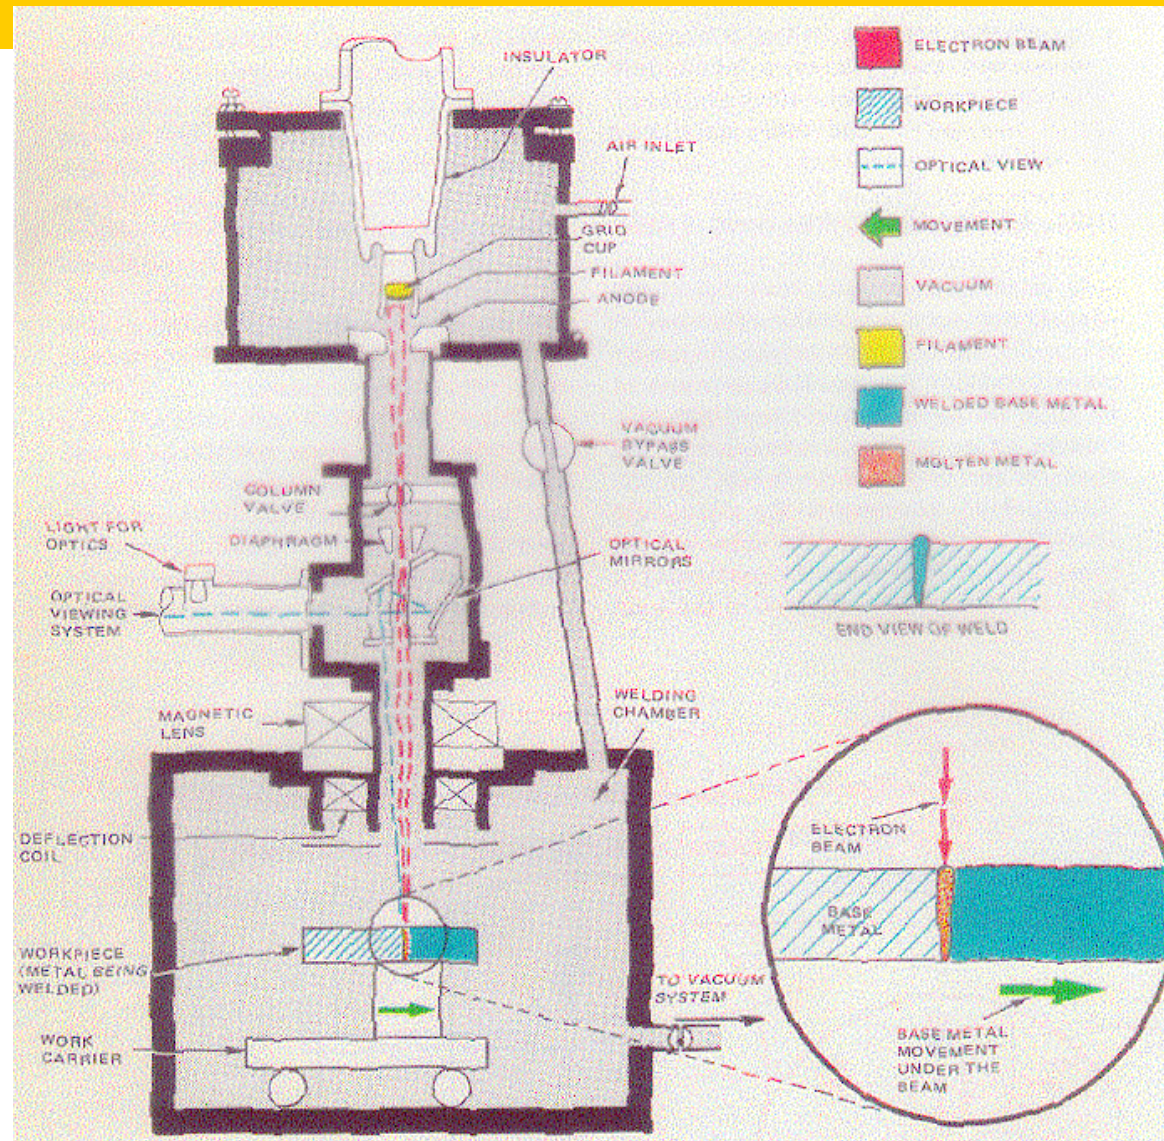 INSULATOR
AIR INLET
GRID
CUP
FILAMENT
ANODE
VACUUM
BYPASS
VALVE
COLUMN
VALVE
LIGHT FOR
OPTICS
DIAPHRAGM
OPTICAL
MIRRORS
OPTICAL
VIEWING
SYSTEM
MAGNETIC
LENS
WELDING
CHAMBER
DEFLECTION
COIL
WORKPIECE
(METAL BEING
WELDED)
WORK
CARRIER
TO VACUUM
SYSTEM
ELECTRON BEAM
WORKPIECE
OPTICAL VIEW
MOVEMENT
VACUUM
FILAMENT
WELDED BASE METAL
MOLTEN METAL
END VIEW OF WELD
ELECTRON
BEAM
BASE
METAL
BASE METAL
MOVEMENT
UNDER THE
BEAM